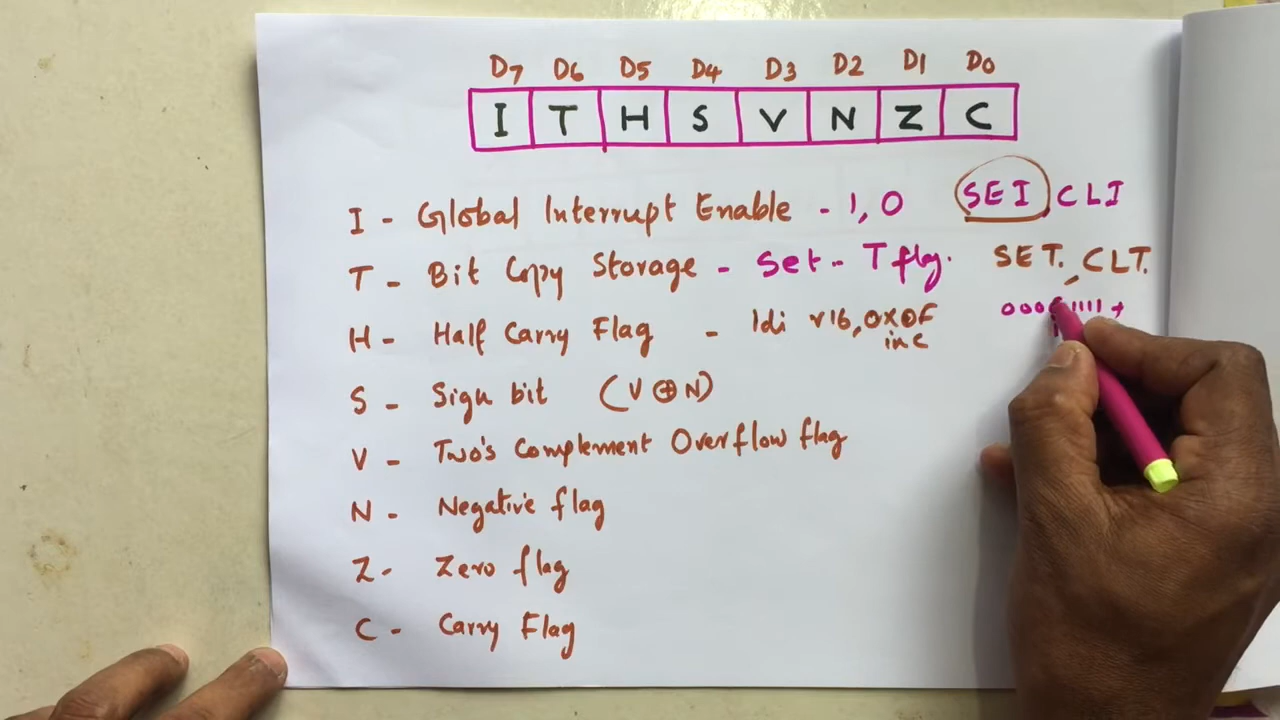 D7 D6 D5 D4 D3 D2 D1 D0
I T H S V N Z C
I - Global Interrupt Enable - 1, 0 SEI, CLI
T - Bit Copy Storage - Set - T flag. SET. CLT.
H - Half Carry Flag - ldi r16, 0X0F
inc
S - Sign bit (V ⊕ N)
V - Two's Complement Overflow flag
N - Negative flag
Z - Zero flag
C - Carry Flag